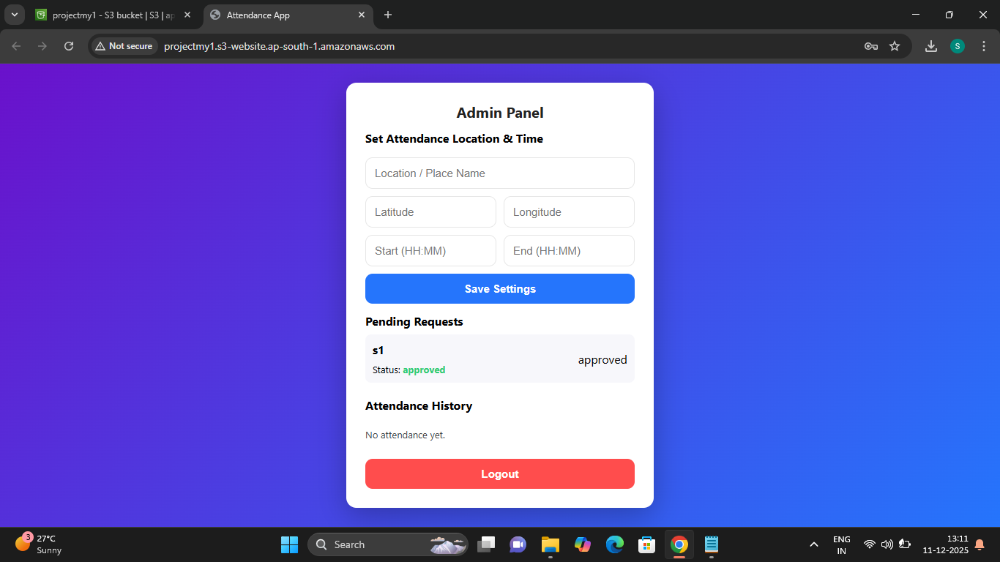 projectmy1 - S3 bucket | S3 | ap
Attendance App
Not secure
projectmy1.s3-website.ap-south-1.amazonaws.com
S
Admin Panel
Set Attendance Location & Time
Location / Place Name
Latitude
Longitude
Start (HH:MM)
End (HH:MM)
Save Settings
Pending Requests
s1
Status: approved
approved
Attendance History
No attendance yet.
Logout
3
27°C
Sunny
Search
ENG
IN
13:11
11-12-2025